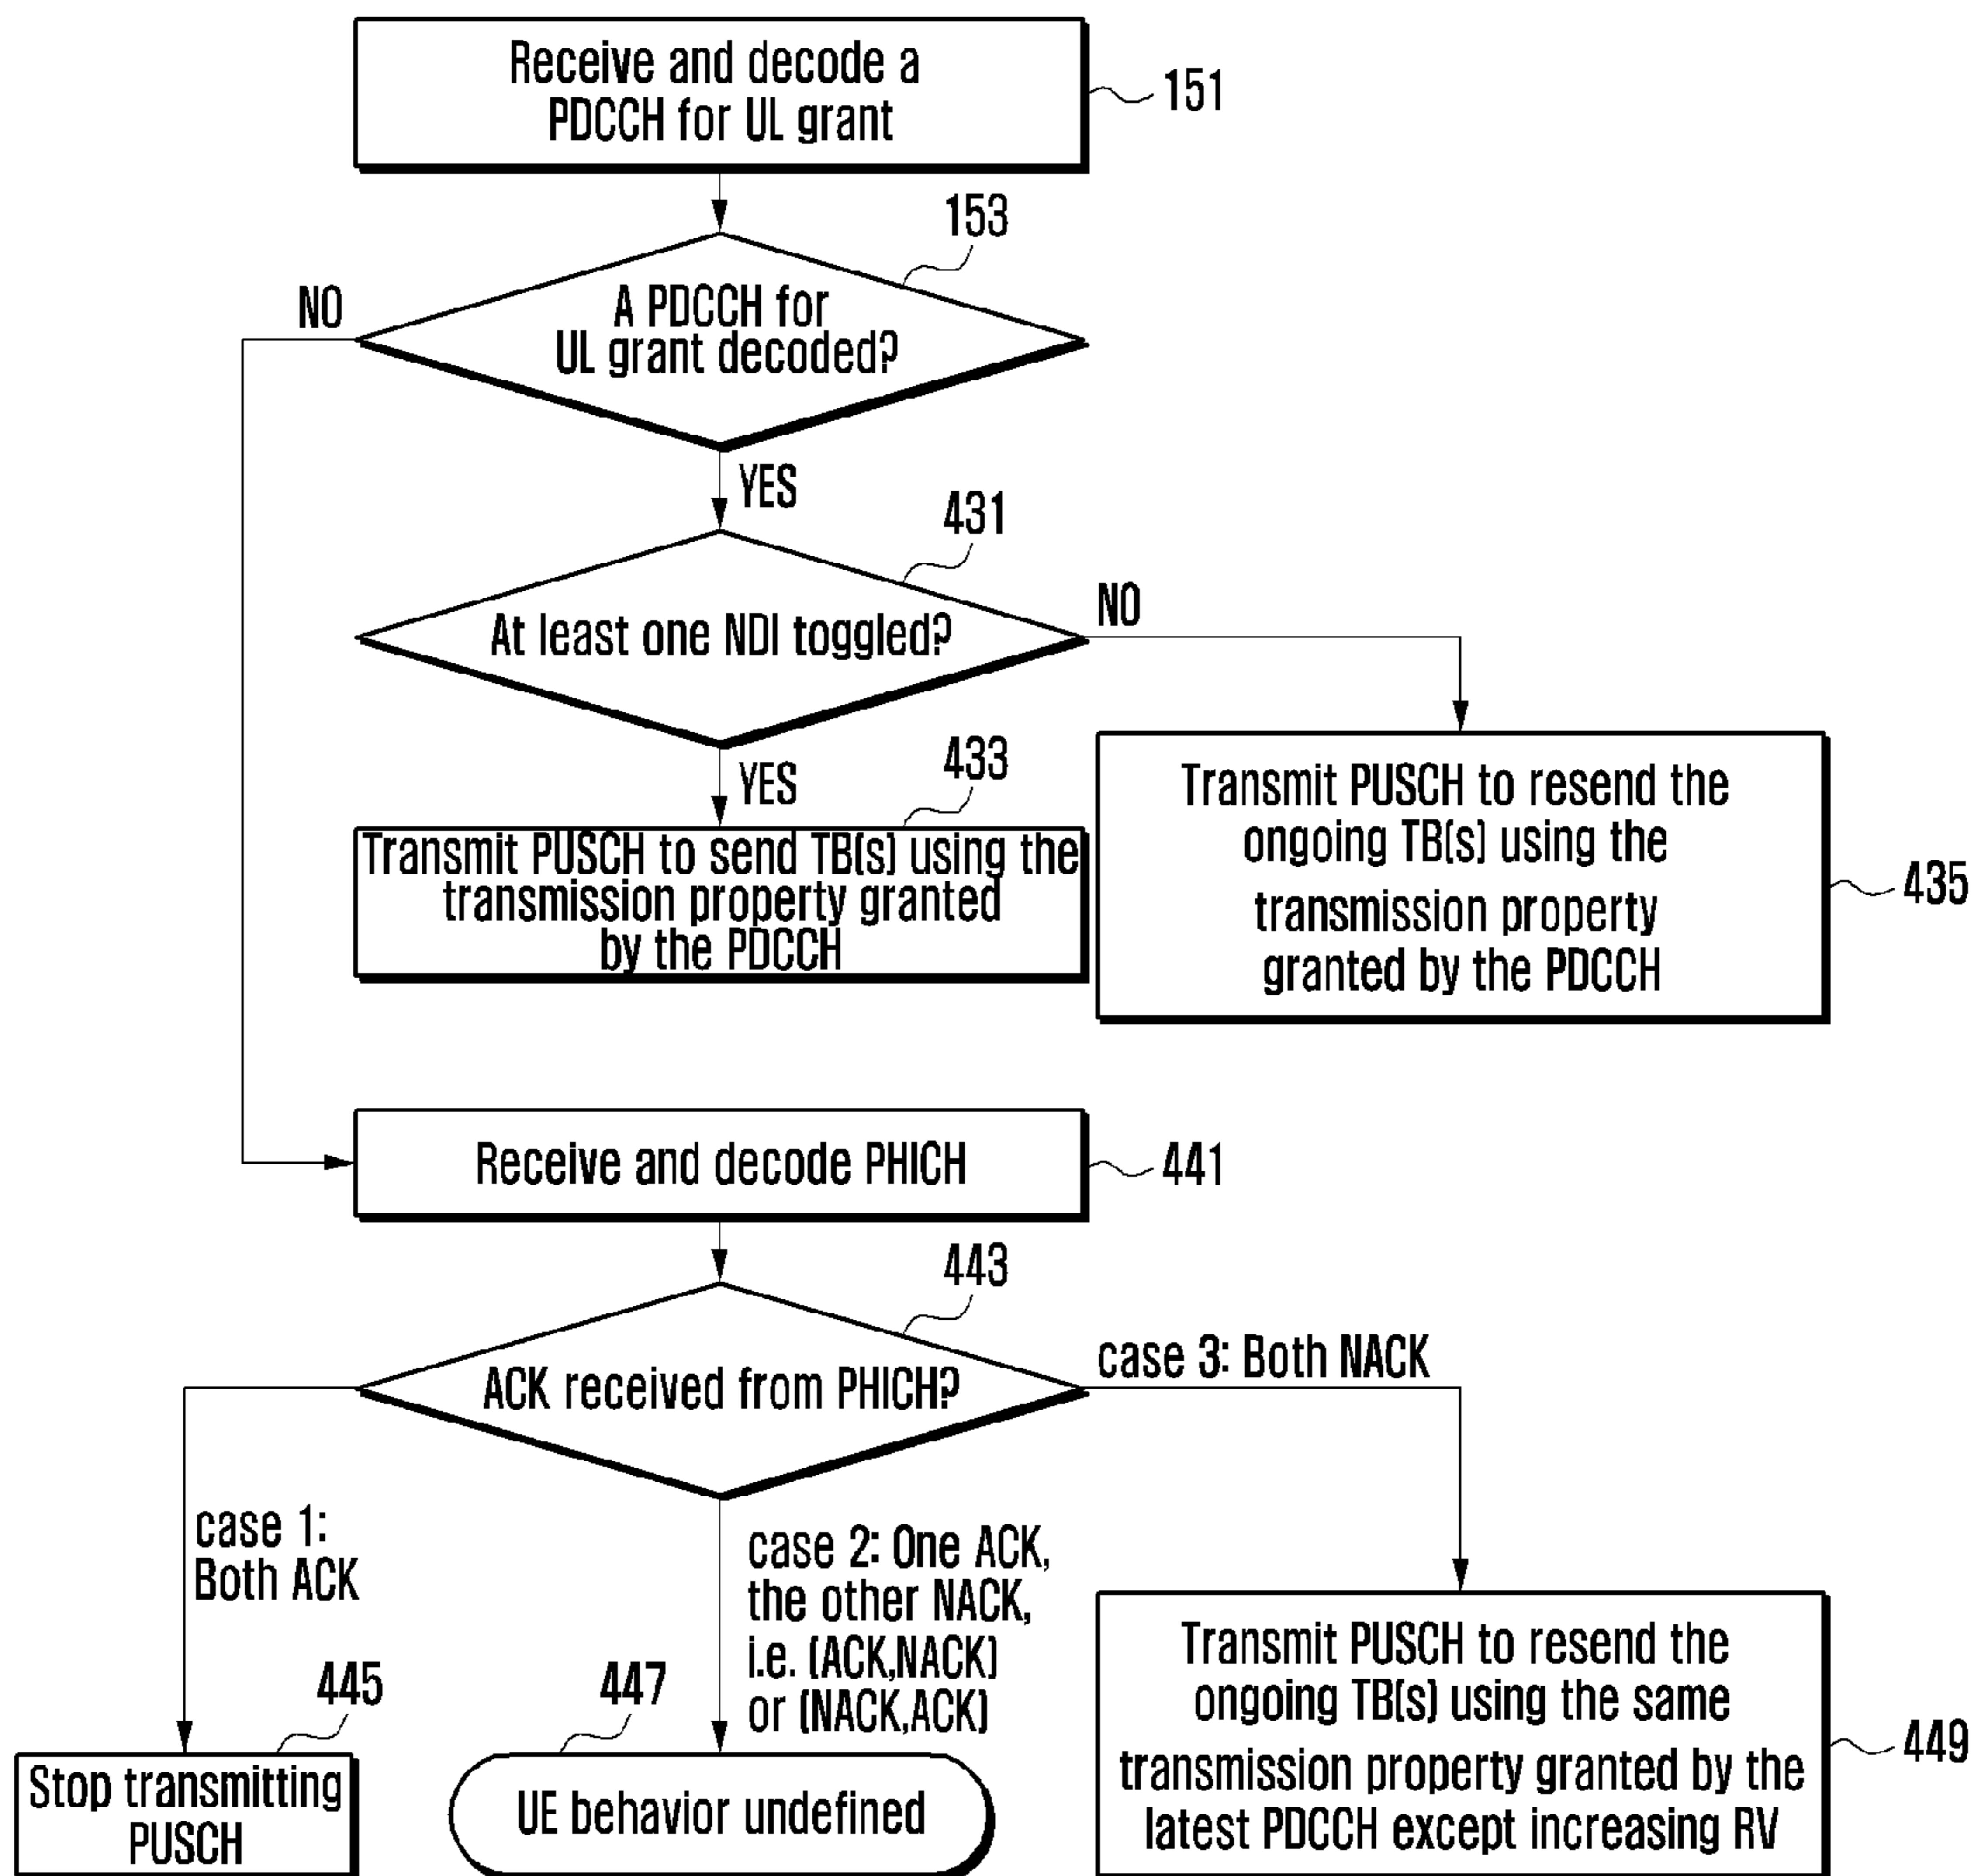 Receive and decode a
PDCCH for UL grant
151
153
NO
A PDCCH for
UL grant decoded?
YES
431
NO
At least one NDI toggled?
YES
433
Transmit PUSCH to send TB(s) using the
transmission property granted
by the PDCCH
Transmit PUSCH to resend the
ongoing TB(s) using the
transmission property
granted by the PDCCH
435
Receive and decode PHICH
441
443
ACK received from PHICH?
case 3: Both NACK
case 1:
Both ACK
case 2: One ACK,
the other NACK,
i.e. (ACK,NACK)
or (NACK,ACK)
445
Stop transmitting
PUSCH
447
UE behavior undefined
Transmit PUSCH to resend the
ongoing TB(s) using the same
transmission property granted by the
latest PDCCH except increasing RV
449